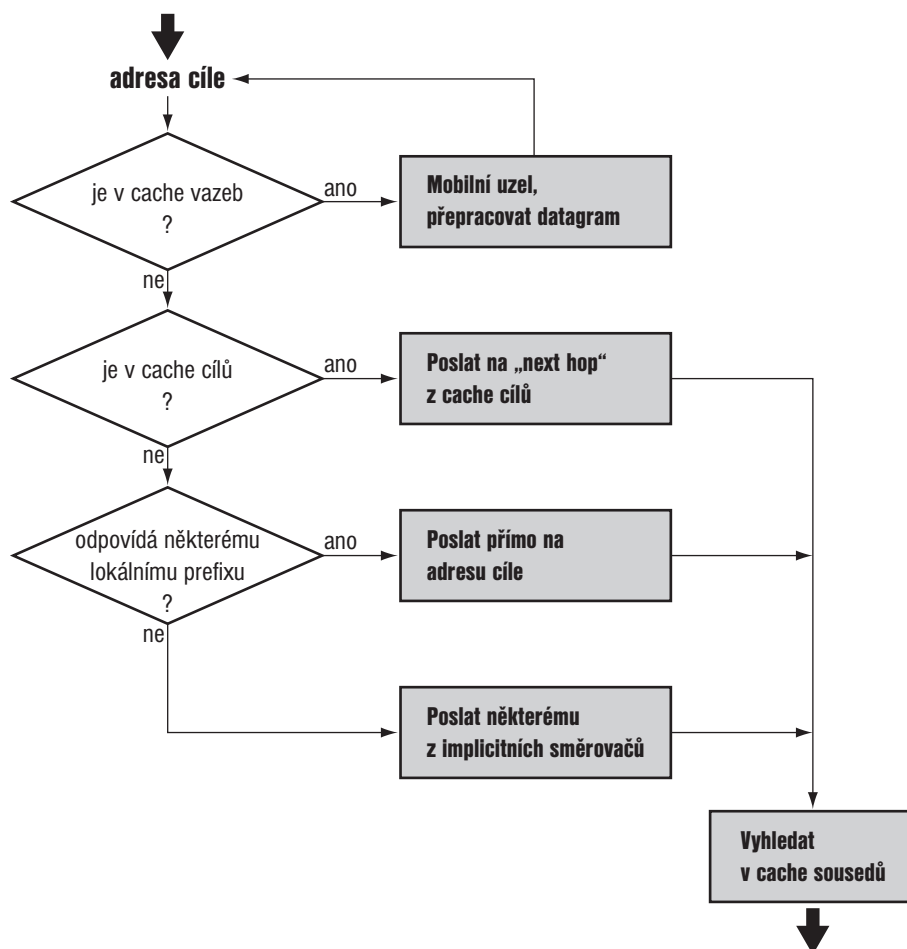 adresa cíle
je v cache vazeb
?
ano
Mobilní uzel,
přepracovat datagram
ne
je v cache cílů
?
ano
Poslat na „next hop“
z cache cílů
ne
odpovídá některému
lokálnímu prefixu
?
ano
Poslat přímo na
adresu cíle
ne
Poslat některému
z implicitních směrovačů
Vyhledat
v cache sousedů